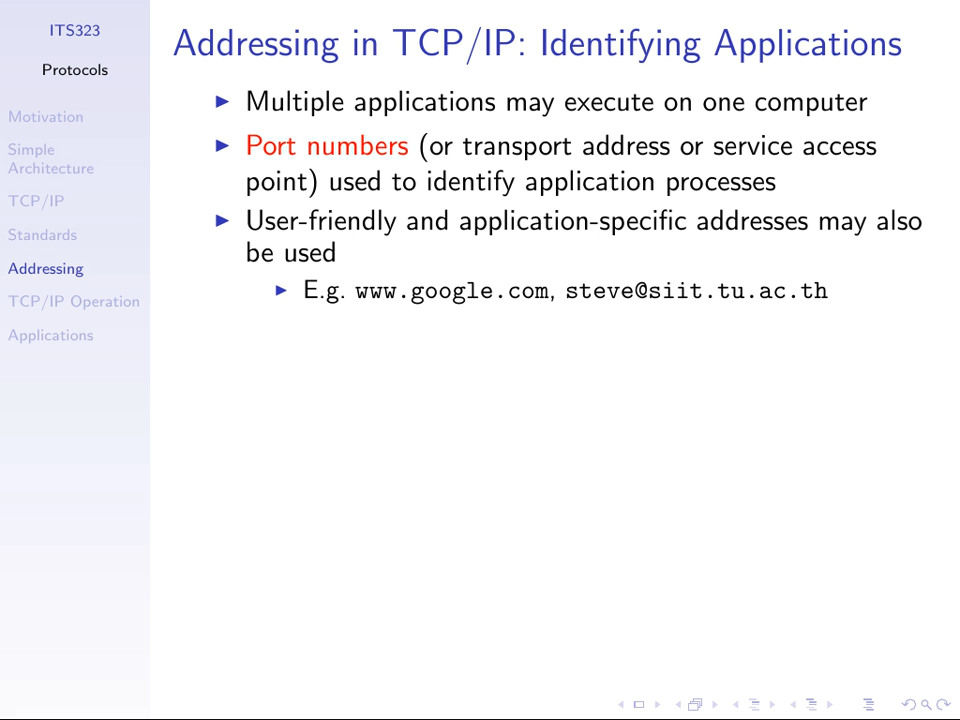 ITS323
Protocols
Motivation
Simple
Architecture
TCP/IP
Standards
Addressing
TCP/IP Operation
Applications
Addressing in TCP/IP: Identifying Applications
Multiple applications may execute on one computer
Port numbers (or transport address or service access
point) used to identify application processes
User-friendly and application-specific addresses may also
be used
E.g. www.google.com, steve@siit.tu.ac.th